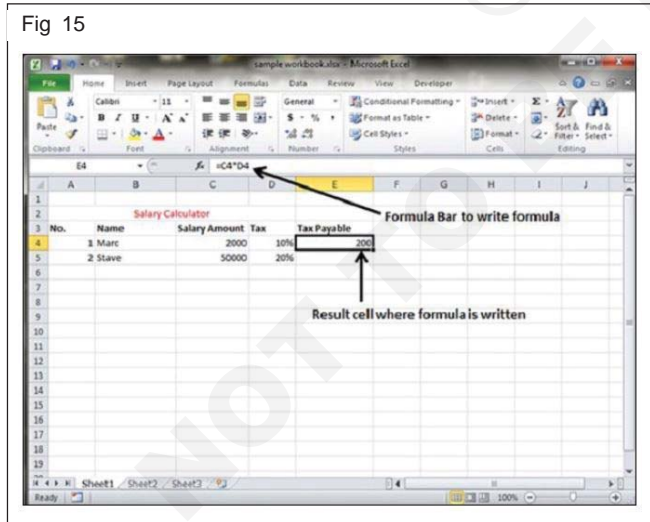 Fig 15
sample workbook.xlsx - Microsoft Excel
File Home Insert Page Layout Formulas Data Review View Developer
Paste Calibri 11 General Conditional Formatting Insert
B I U A A $ % , Format as Table Delete
Cell Styles Format Sort & Filter Find & Select
Clipboard Font Alignment Number Styles Cells Editing
E4 fx =C4*D4
A B C D E F G H I J
1
2 Salary Calculator
Formula Bar to write formula
3 No. Name Salary Amount Tax Tax Payable
4 1 Marc 2000 10% 200
5 2 Stave 50000 20%
6
7
8
9
Result cell where formula is written
10
11
12
13
14
15
16
17
18
19
Sheet1 Sheet2 Sheet3
Ready 100%
NOT TO BE